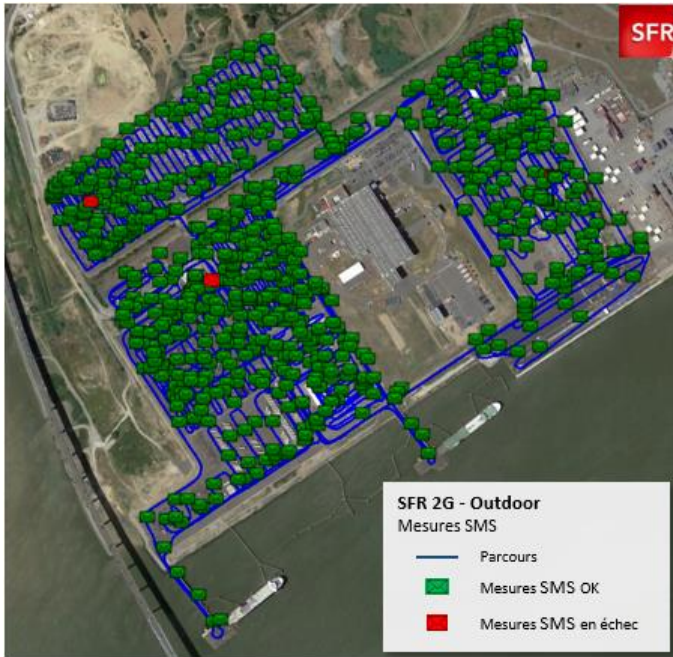 SFR
SFR 2G - Outdoor
Mesures SMS
Parcours
Mesures SMS OK
Mesures SMS en échec